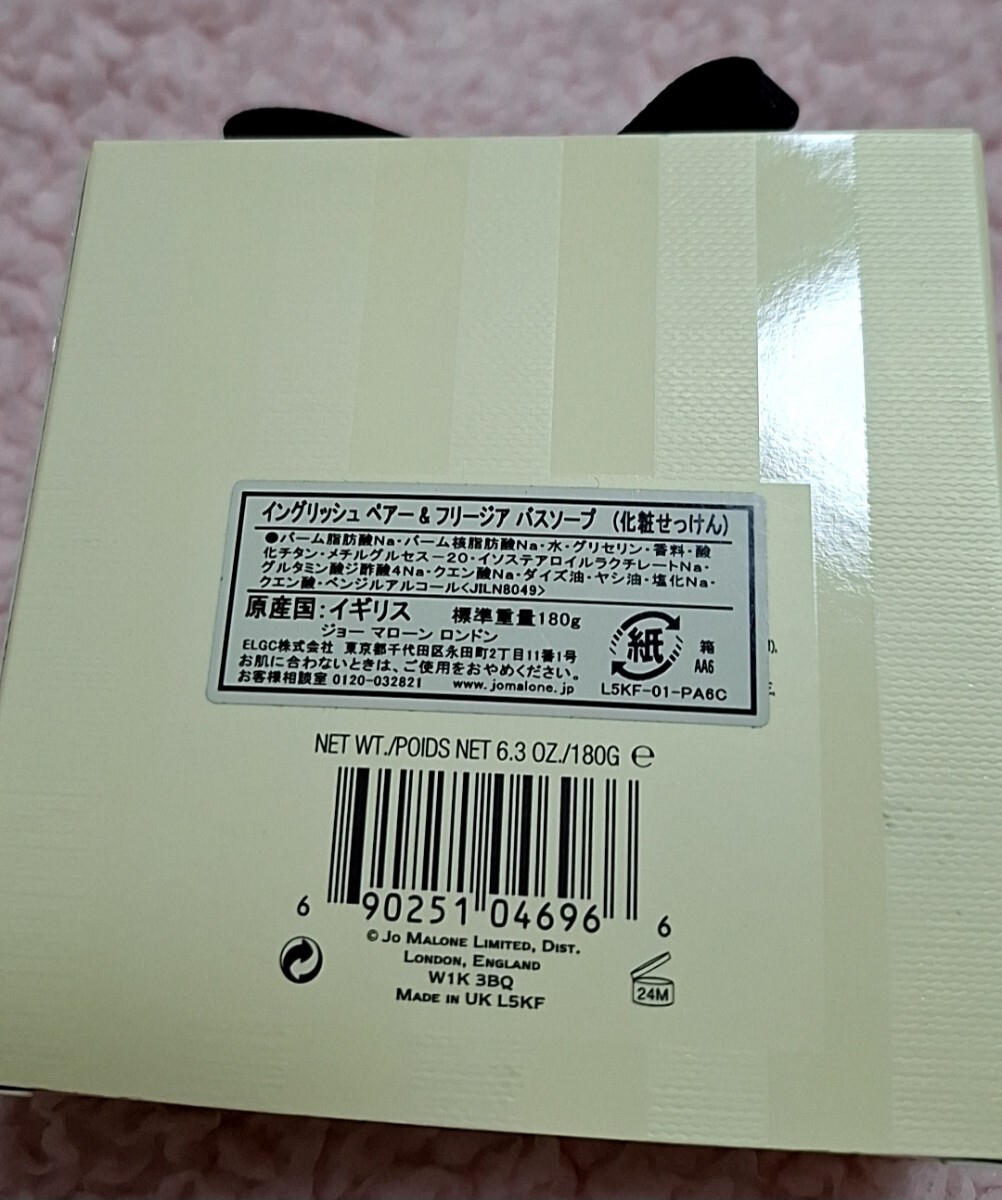 イングリッシュ ペアー & フリージア バスソープ (化粧せっけん)
●パーム脂肪酸Na・パーム核脂肪酸Na・水・グリセリン・香料・酸
化チタン・メチルグルセス－20・イソステアロイルラクチレートNa・
グルタミン酸ジ酢酸4Na・クエン酸Na・ダイズ油・ヤシ油・塩化Na・
クエン酸・ベンジルアルコール<JILN8049>
原産国：イギリス 標準重量180g
ジョー マローン ロンドン
ELGC株式会社 東京都千代田区永田町2丁目11番1号
お肌に合わないときは、ご使用をおやめください。
お客様相談室 0120-032821 www.jomalone.jp
紙
箱
AA6
L5KF-01-PA6C
NET WT./POIDS NET 6.3 OZ./180G ℮
6 90251 04696 6
© JO MALONE LIMITED, DIST.
LONDON, ENGLAND
W1K 3BQ
MADE IN UK L5KF
24M